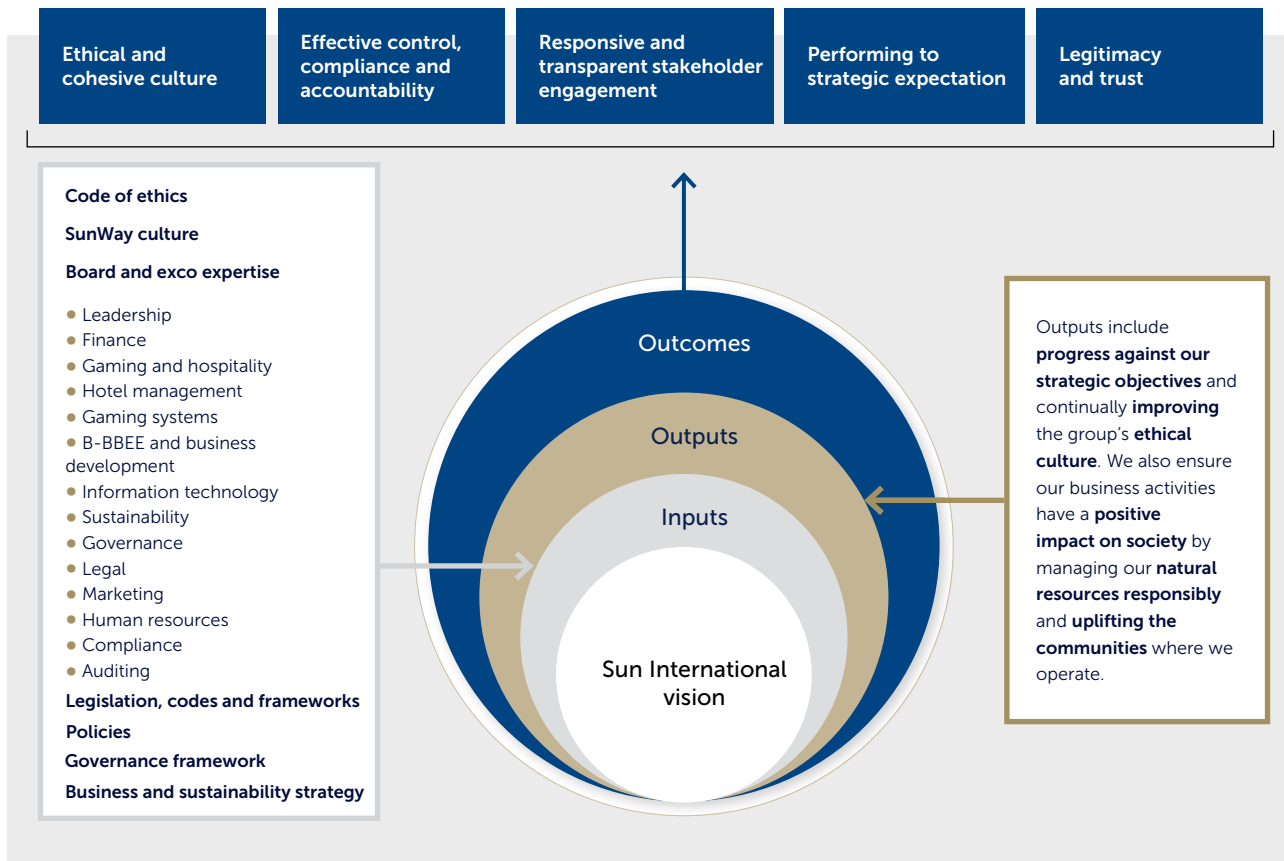 Ethical and
cohesive culture
Effective control,
compliance and
accountability
Responsive and
transparent stakeholder
engagement
Performing to
strategic expectation
Legitimacy
and trust
Code of ethics
SunWay culture
Board and exco expertise
• Leadership
• Finance
• Gaming and hospitality
• Hotel management
• Gaming systems
• B-BBEE and business
development
• Information technology
• Sustainability
• Governance
• Legal
• Marketing
• Human resources
• Compliance
• Auditing
Legislation, codes and frameworks
Policies
Governance framework
Business and sustainability strategy
Outcomes
Outputs
Inputs
Sun International
vision
Outputs include
progress against our
strategic objectives and
continually improving
the group's ethical
culture. We also ensure
our business activities
have a positive
impact on society by
managing our natural
resources responsibly
and uplifting the
communities where we
operate.